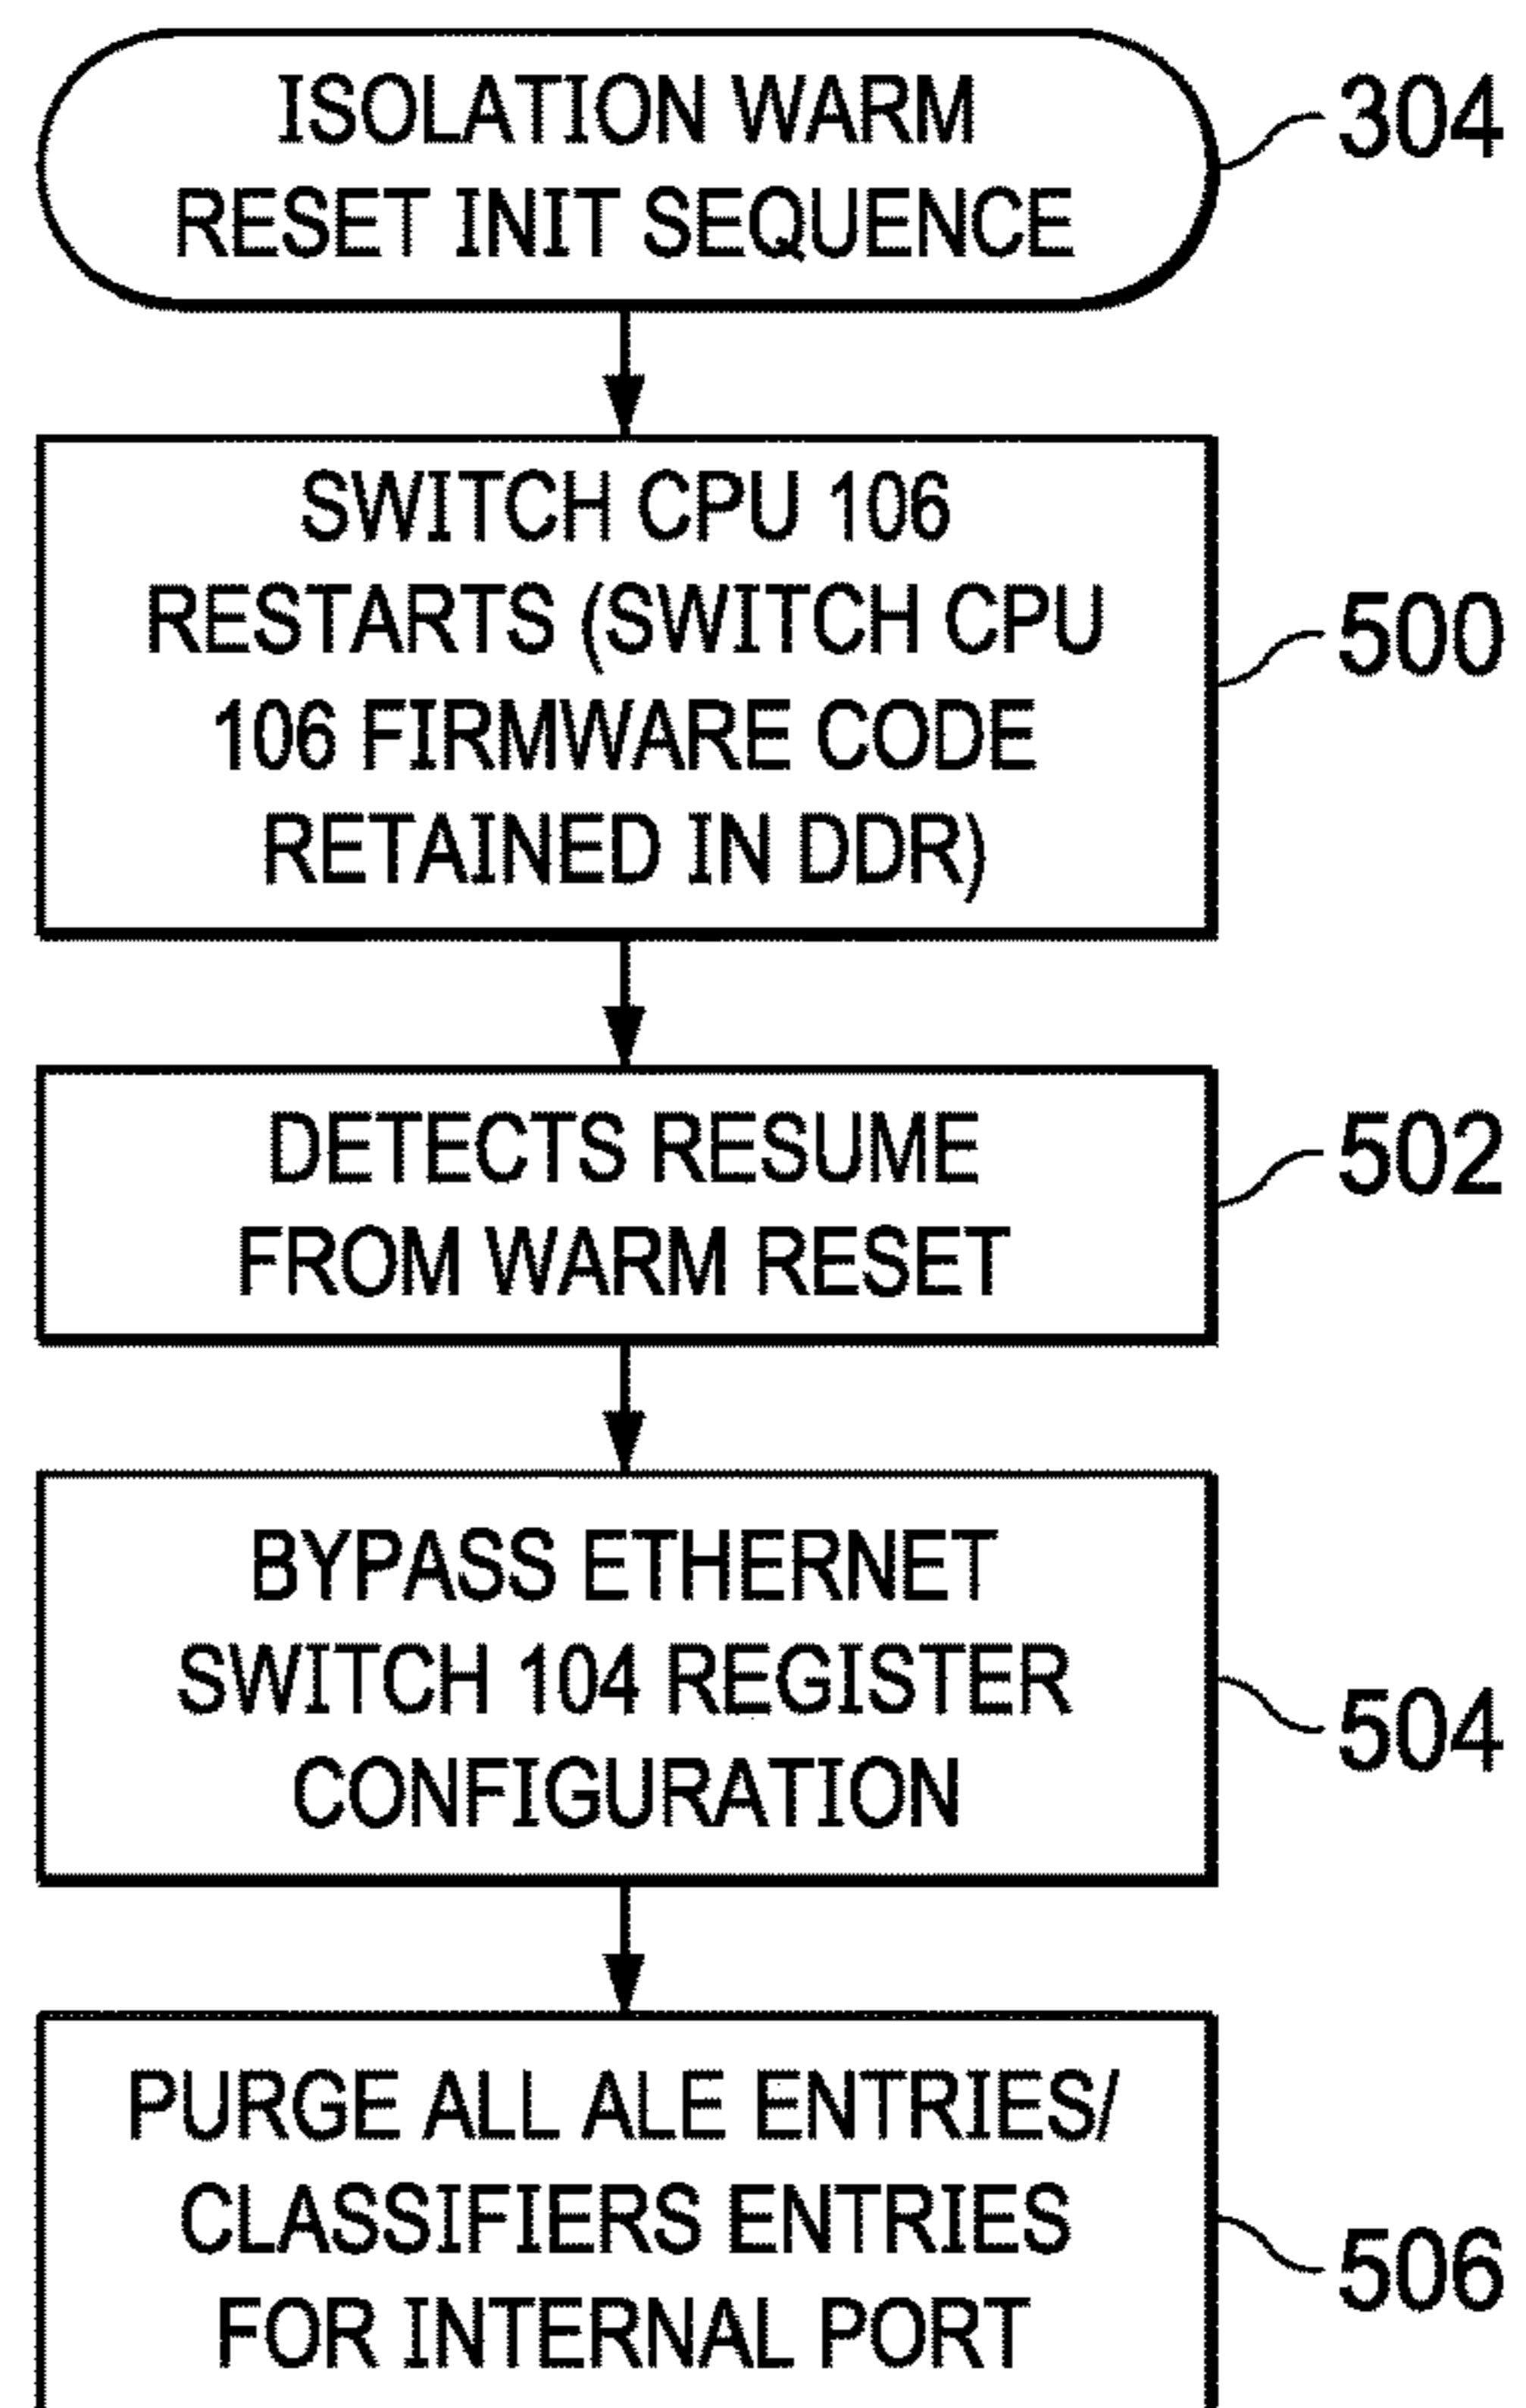 ISOLATION WARM
RESET INIT SEQUENCE
304
SWITCH CPU 106
RESTARTS (SWITCH CPU
106 FIRMWARE CODE
RETAINED IN DDR)
500
DETECTS RESUME
FROM WARM RESET
502
BYPASS ETHERNET
SWITCH 104 REGISTER
CONFIGURATION
504
PURGE ALL ALE ENTRIES/
CLASSIFIERS ENTRIES
FOR INTERNAL PORT
506